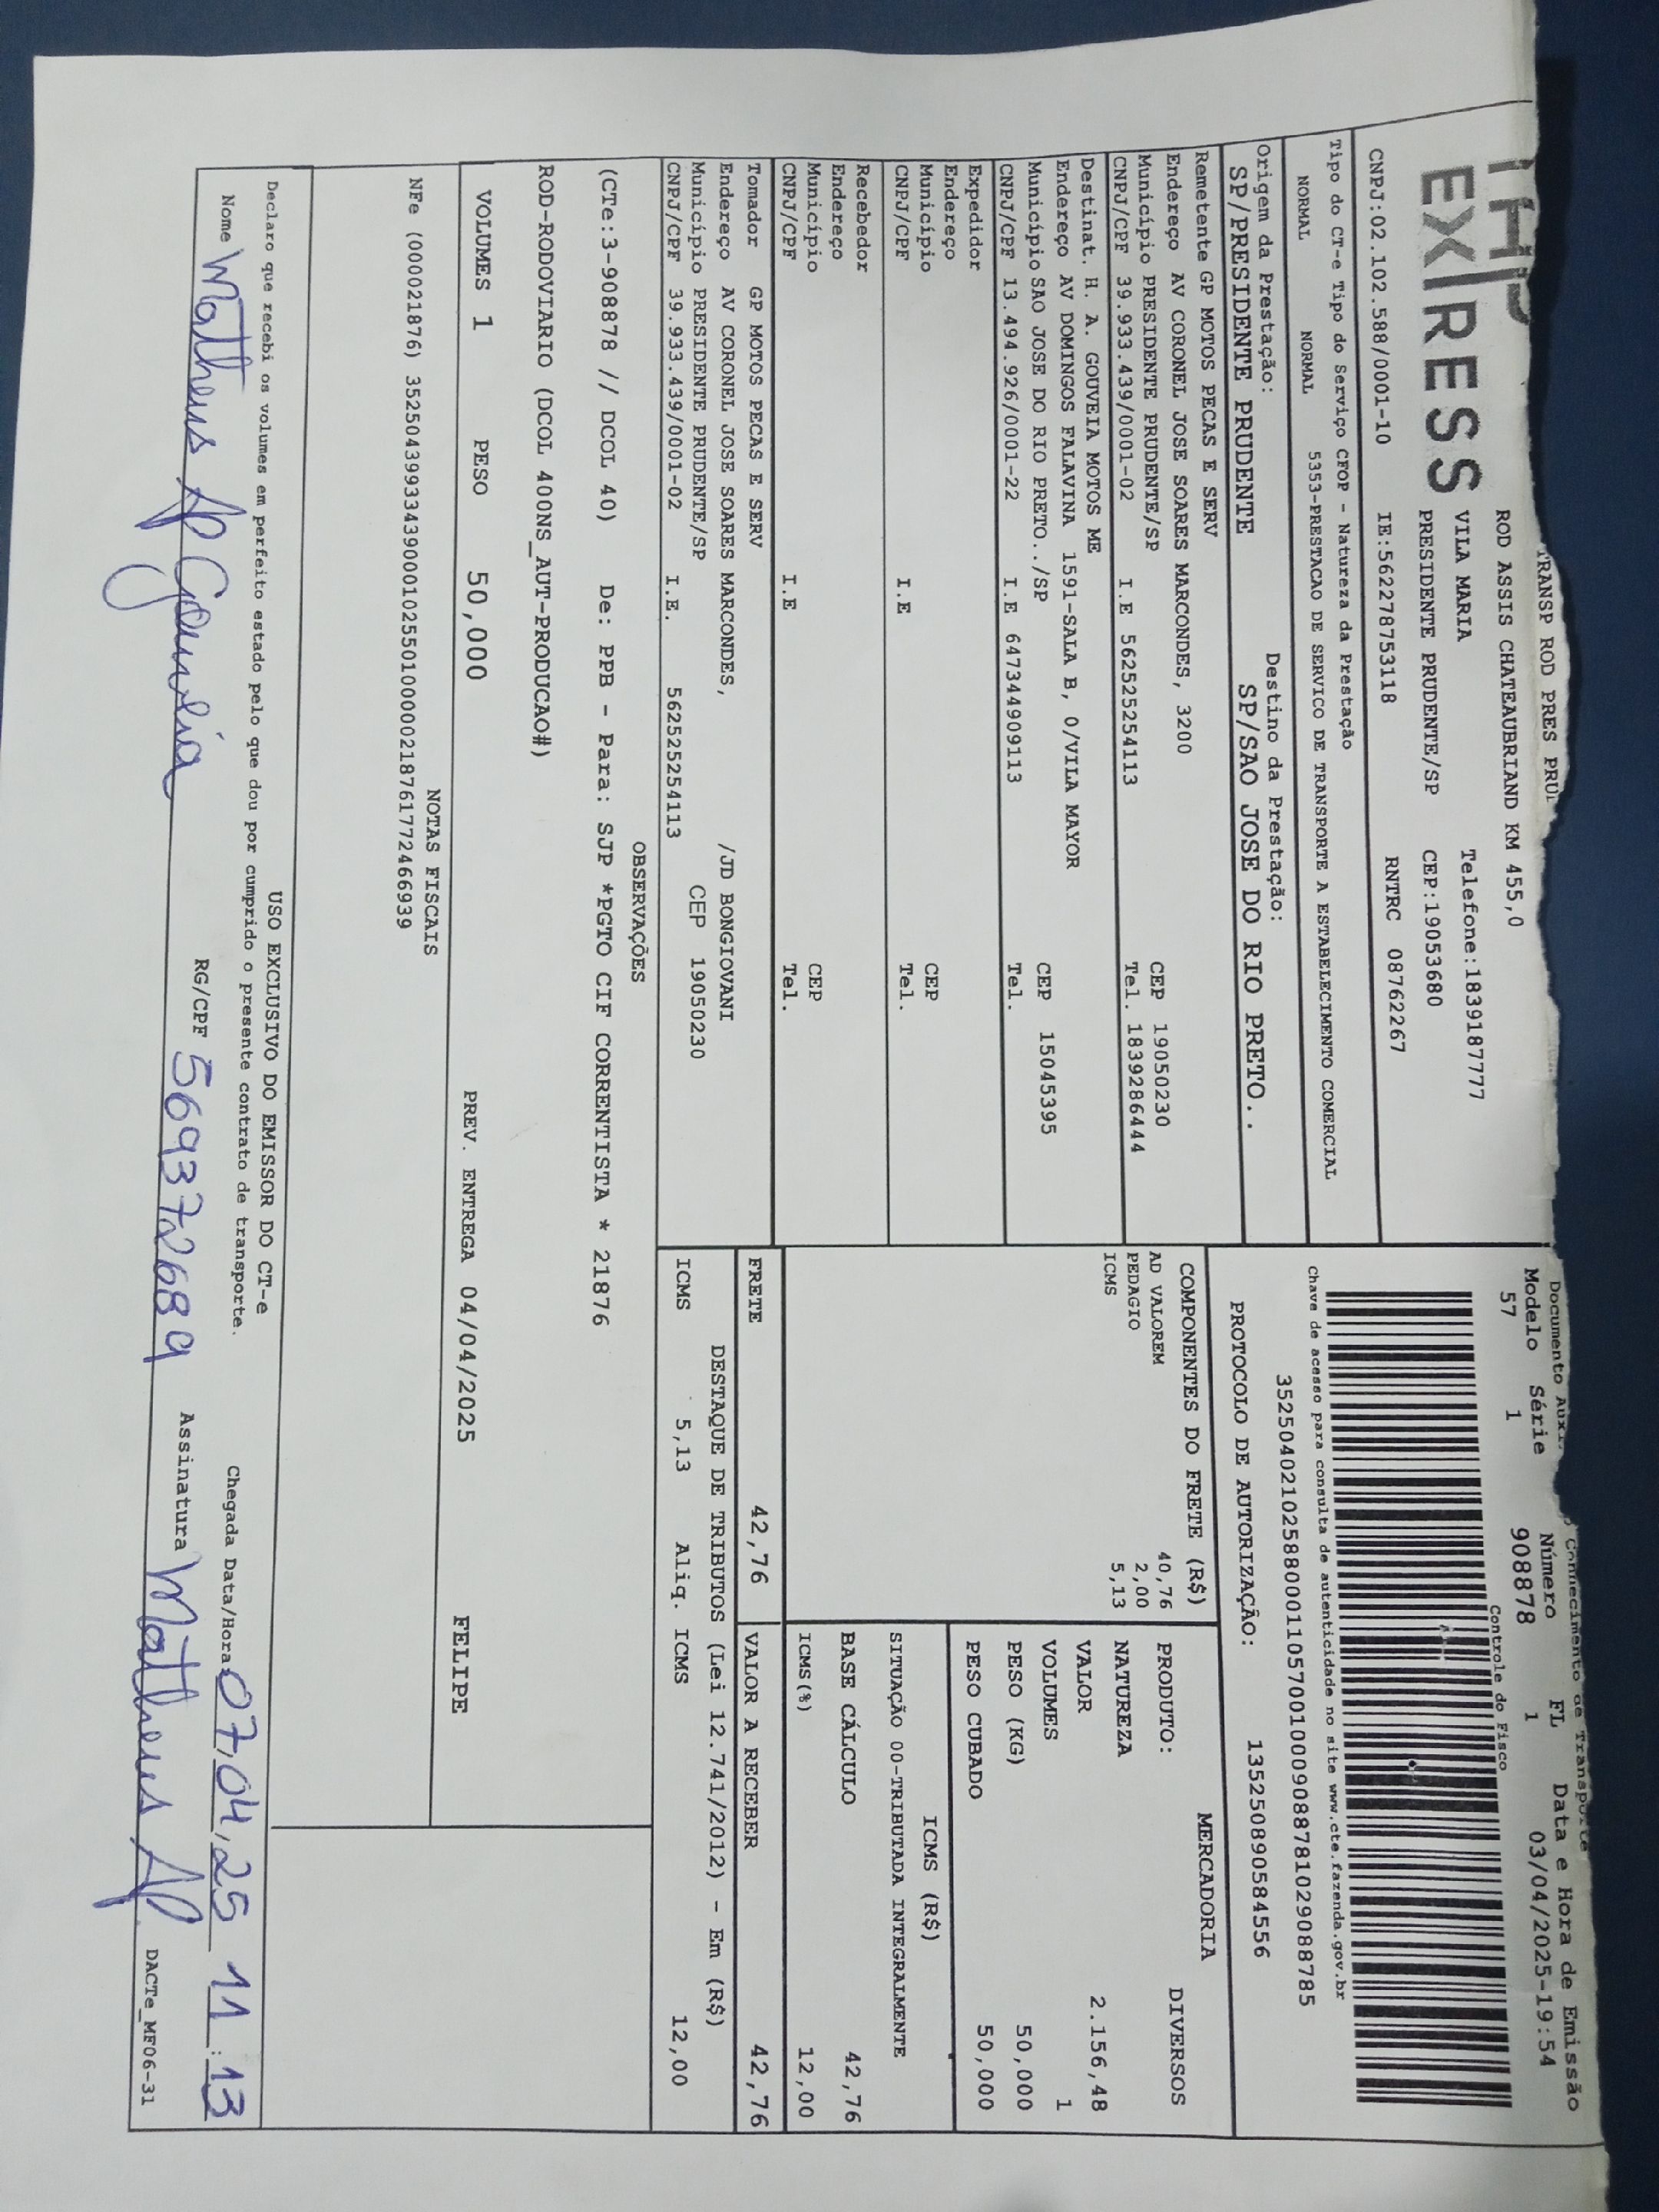 EX|RESS
TRANSP ROD PRES
ROD ASSIS CHATEAUBRIAND KM 455,0
VILA MARIA Telefone:1839187777
PRESIDENTE PRUDENTE/SP CEP:19053680
CNPJ:02.102.588/0001-10 IE:562278753118 RNTRC 08762267
Tipo do CT-e Tipo do Serviço CFOP - Natureza da Prestação
NORMAL NORMAL 5353-PRESTACAO DE SERVICO DE TRANSPORTE A ESTABELECIMENTO COMERCIAL
Origem da Prestação: Destino da Prestação:
SP/PRESIDENTE PRUDENTE SP/SAO JOSE DO RIO PRETO..
Remetente GP MOTOS PECAS E SERV
Endereço AV CORONEL JOSE SOARES MARCONDES, 3200 CEP 19050230
Município PRESIDENTE PRUDENTE/SP Tel. 1839286444
CNPJ/CPF 39.933.439/0001-02 I.E 562525254113
Destinat. H. A. GOUVEIA MOTOS ME
Endereço AV DOMINGOS FALAVINA 1591-SALA B, 0/VILA MAYOR
Município SAO JOSE DO RIO PRETO../SP CEP 15045395
CNPJ/CPF 13.494.926/0001-22 I.E 647344909113 Tel.
Expedidor
Endereço
Município CEP
CNPJ/CPF I.E Tel.
Recebedor
Endereço
Município CEP
CNPJ/CPF I.E Tel.
Tomador GP MOTOS PECAS E SERV
Endereço AV CORONEL JOSE SOARES MARCONDES, /JD BONGIOVANI
Município PRESIDENTE PRUDENTE/SP CEP 19050230
CNPJ/CPF 39.933.439/0001-02 I.E. 562525254113
Modelo Série Número FL Data e Hora de Emissão
57 1 908878 1 03/04/2025-19:54
Controle do Fisco
Chave de acesso para consulta de autenticidade no site www.cte.fazenda.gov.br
35250402102588000110570010009088781029088785
PROTOCOLO DE AUTORIZAÇÃO: 135250890584556
COMPONENTES DO FRETE (R$)
AD VALOREM 40,76
PEDAGIO 2,00
ICMS 5,13
MERCADORIA
PRODUTO: DIVERSOS
NATUREZA
VALOR 2.156,48
VOLUMES 1
PESO (KG) 50,000
PESO CUBADO 50,000
ICMS (R$)
SITUAÇÃO 00-TRIBUTADA INTEGRALMENTE
BASE CÁLCULO 42,76
ICMS(%) 12,00
FRETE 42,76 VALOR A RECEBER 42,76
DESTAQUE DE TRIBUTOS (Lei 12.741/2012) - Em (R$)
ICMS 5,13 Aliq. ICMS 12,00
OBSERVAÇÕES
(CTe:3-908878 // DCOL 40) De: PPB - Para: SJP *PGTO CIF CORRENTISTA * 21876
ROD-RODOVIARIO (DCOL 400NS_AUT-PRODUCAO#)
VOLUMES 1 PESO 50,000 PREV. ENTREGA 04/04/2025 FELIPE
NOTAS FISCAIS
NFe (000021876) 35250439933439000102550100000218761772466939
USO EXCLUSIVO DO EMISSOR DO CT-e
Declaro que recebi os volumes em perfeito estado pelo que dou por cumprido o presente contrato de transporte. Chegada Data/Hora: 07,04,25 11:13
Nome Matheus Ap Gouveia RG/CPF 569372689 Assinatura Matheus Ap.
DACTe_MF06-31